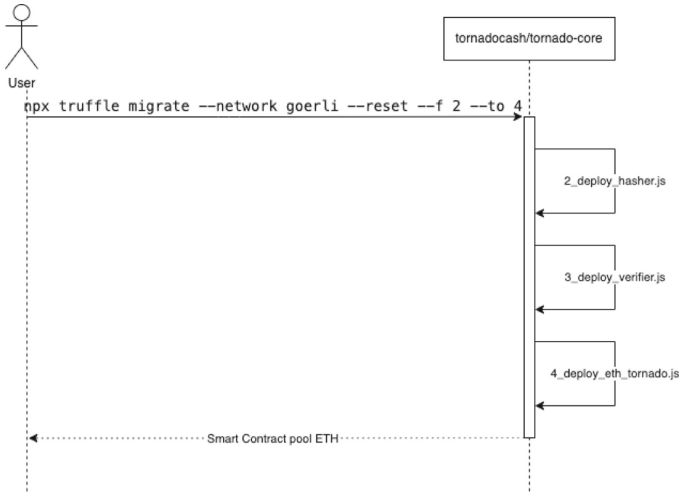 tornadocash/tornado-core
User
npx truffle migrate --network goerli --reset --f 2 --to 4
2_deploy_hasher.js
3_deploy_verifier.js
4_deploy_eth_tornado.js
Smart Contract pool ETH